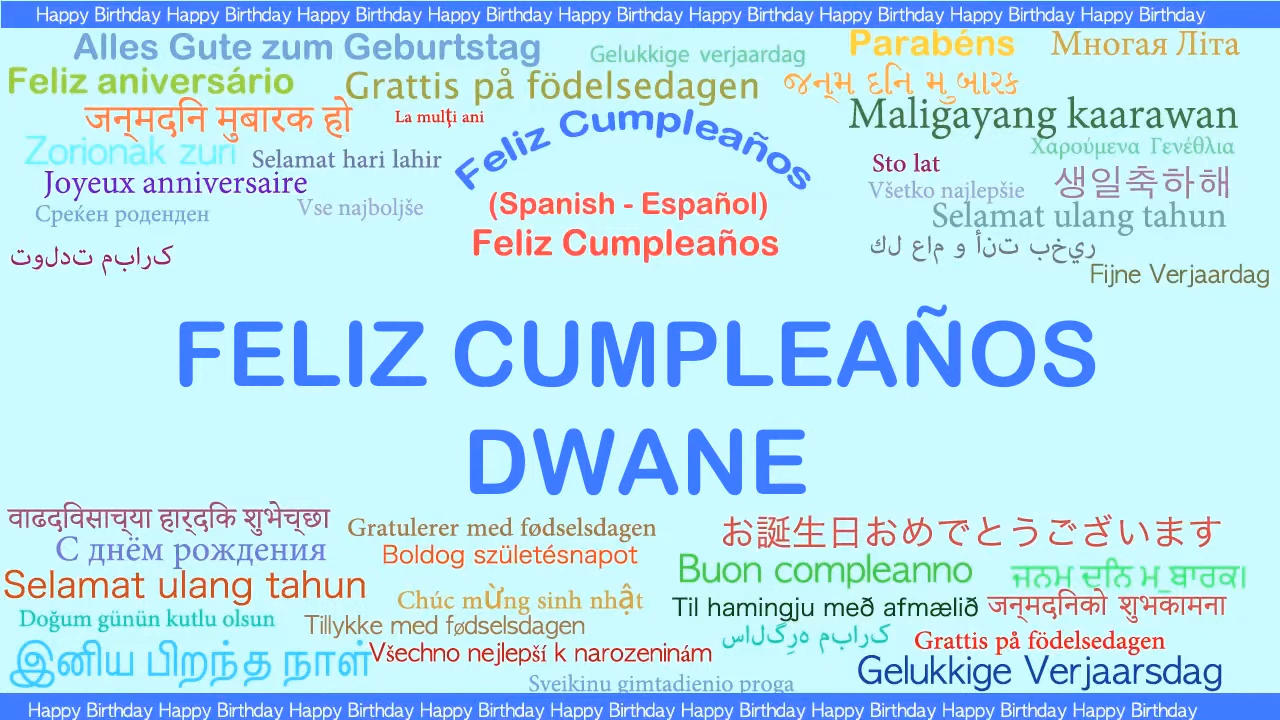 Happy Birthday Happy Birthday Happy Birthday Happy Birthday Happy Birthday Happy Birthday Happy Birthday Happy Birthday Happy Birthday
Alles Gute zum Geburtstag
Gelukkige verjaardag
Parabéns
Многая Літа
Feliz aniversário
Grattis på födelsedagen
જન્મ દિન મુબારક
जन्मदिन मुबारक हो
La mulţi ani
Feliz Cumpleaños
Maligayang kaarawan
Zorionak zuri
Selamat hari lahir
Sto lat
Χαρούμενα Γενέθλια
Joyeux anniversaire
(Spanish - Español)
Všetko najlepšie
생일축하해
Среќен роденден
Vse najboljše
Selamat ulang tahun
Feliz Cumpleaños
تولدت مبارک
كل عام و أنت بخير
Fijne Verjaardag
FELIZ CUMPLEAÑOS
DWANE
वाढदिवसाच्या हार्दिक शुभेच्छा
Gratulerer med fødselsdagen
お誕生日おめでとうございます
С днём рождения
Boldog születésnapot
Buon compleanno
ਜਨਮ ਦਿਨ ਮੁਬਾਰਕ।
Selamat ulang tahun
Chúc mừng sinh nhật
Til hamingju með afmælið
जन्मदिनको शुभकामना
Doğum günün kutlu olsun
Tillykke med fødselsdagen
سالگرہ مبارک
Grattis på födelsedagen
இனிய பிறந்த நாள்
Všechno nejlepší k narozeninám
Gelukkige Verjaarsdag
Sveikinu gimtadienio proga
Happy Birthday Happy Birthday Happy Birthday Happy Birthday Happy Birthday Happy Birthday Happy Birthday Happy Birthday Happy Birthday